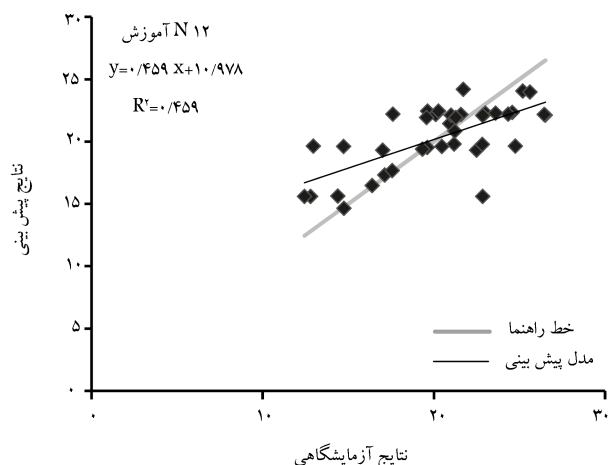 N ۱۲ آموزش
y=۰/۴۵۹ x+۱۰/۹۷۸
R²=۰/۴۵۹
نتایج پیش بینی
۳۰
۲۵
۲۰
۱۵
۱۰
۵
۰
خط راهنما
مدل پیش بینی
۰ ۱۰ ۲۰ ۳۰
نتایج آزمایشگاهی